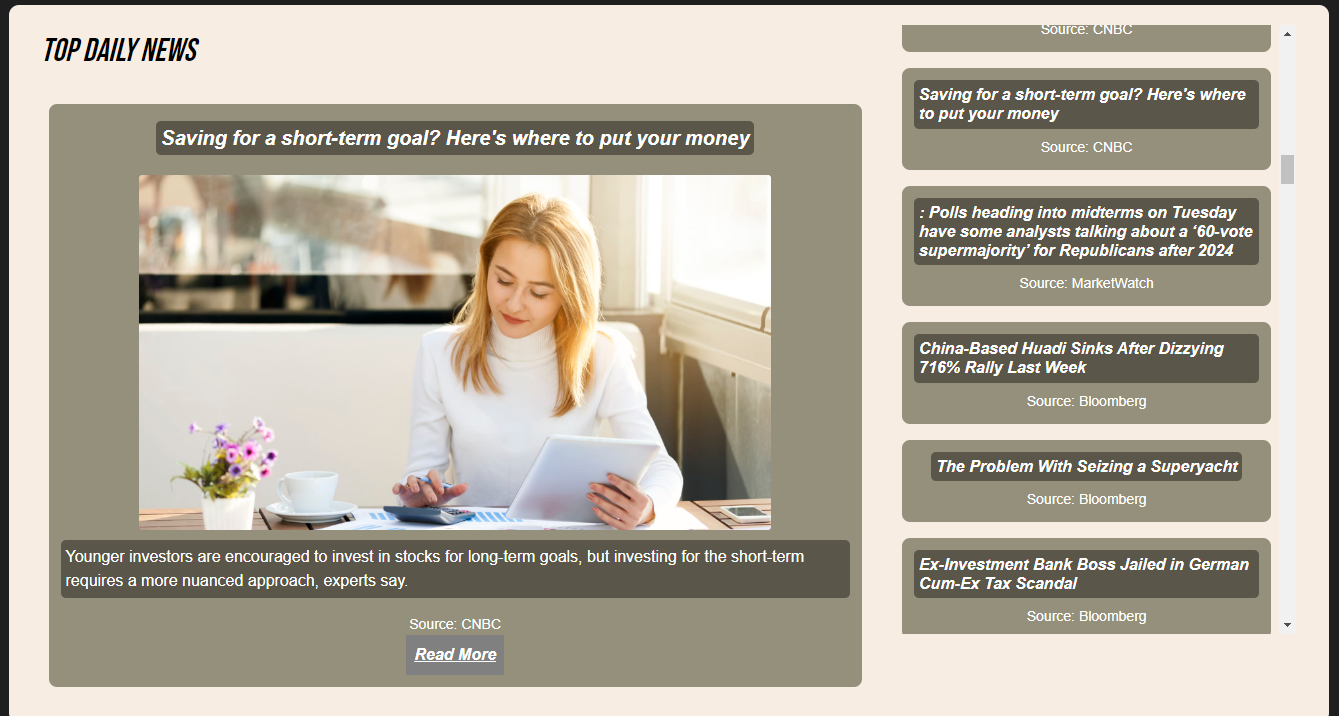 TOP DAILY NEWS
Saving for a short-term goal? Here's where to put your money
Younger investors are encouraged to invest in stocks for long-term goals, but investing for the short-term
requires a more nuanced approach, experts say.
Source: CNBC
Read More
Source: CNBC
Saving for a short-term goal? Here's where
to put your money
Source: CNBC
: Polls heading into midterms on Tuesday
have some analysts talking about a ‘60-vote
supermajority’ for Republicans after 2024
Source: MarketWatch
China-Based Huadi Sinks After Dizzying
716% Rally Last Week
Source: Bloomberg
The Problem With Seizing a Superyacht
Source: Bloomberg
Ex-Investment Bank Boss Jailed in German
Cum-Ex Tax Scandal
Source: Bloomberg